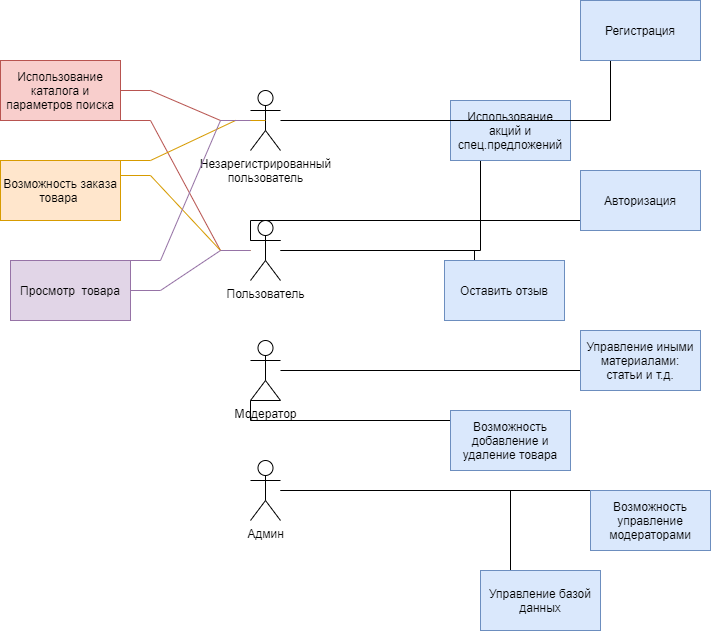 Регистрация
Использование
каталога и
параметров поиска
Использование
акций и
спец.предложений
Незарегистрированный
пользователь
Возможность заказа
товара
Авторизация
Просмотр товара
Пользователь
Оставить отзыв
Управление иными
материалами:
статьи и т.д.
Модератор
Возможность
добавление и
удаление товара
Админ
Возможность
управление
модераторами
Управление базой
данных